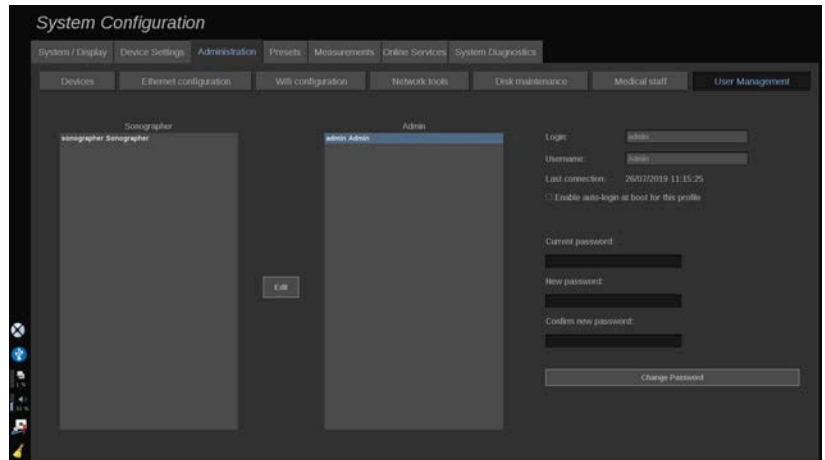 System Configuration
System / Display Device Settings Administration Presets Measurements Online Services System Diagnostics
Devices Ethernet configuration Wifi configuration Network tools Disk maintenance Medical staff User Management
Sonographer Admin
sonographer Sonographer admin Admin
Login: admin
Username: Admin
Last connection: 26/07/2019 11:15:25
Enable auto-login at boot for this profile
Current password:
Edit
New password:
Confirm new password:
Change Password
1 %